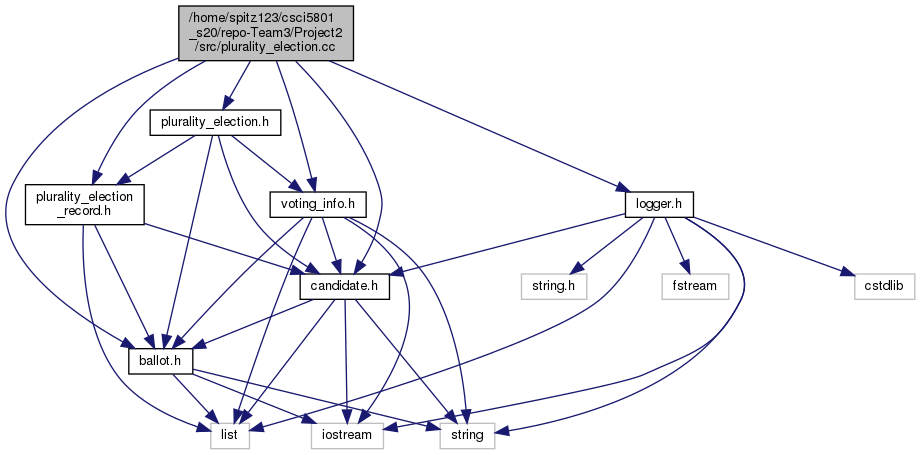 /home/spitz123/csci5801
_s20/repo-Team3/Project2
/src/plurality_election.cc
plurality_election.h
plurality_election
_record.h
voting_info.h
logger.h
candidate.h
string.h
fstream
cstdlib
ballot.h
list
iostream
string